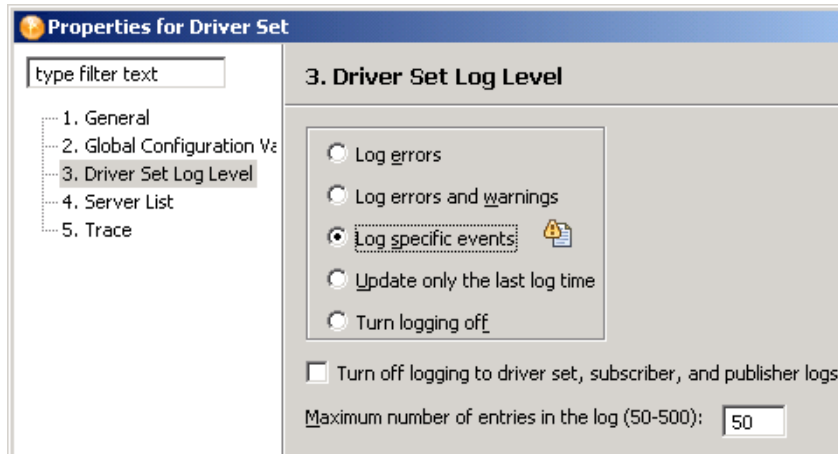 Properties for Driver Set
type filter text
1. General
2. Global Configuration Va
3. Driver Set Log Level
4. Server List
5. Trace
3. Driver Set Log Level
Log errors
Log errors and warnings
Log specific events
Update only the last log time
Turn logging off
Turn off logging to driver set, subscriber, and publisher logs
Maximum number of entries in the log (50-500): 50